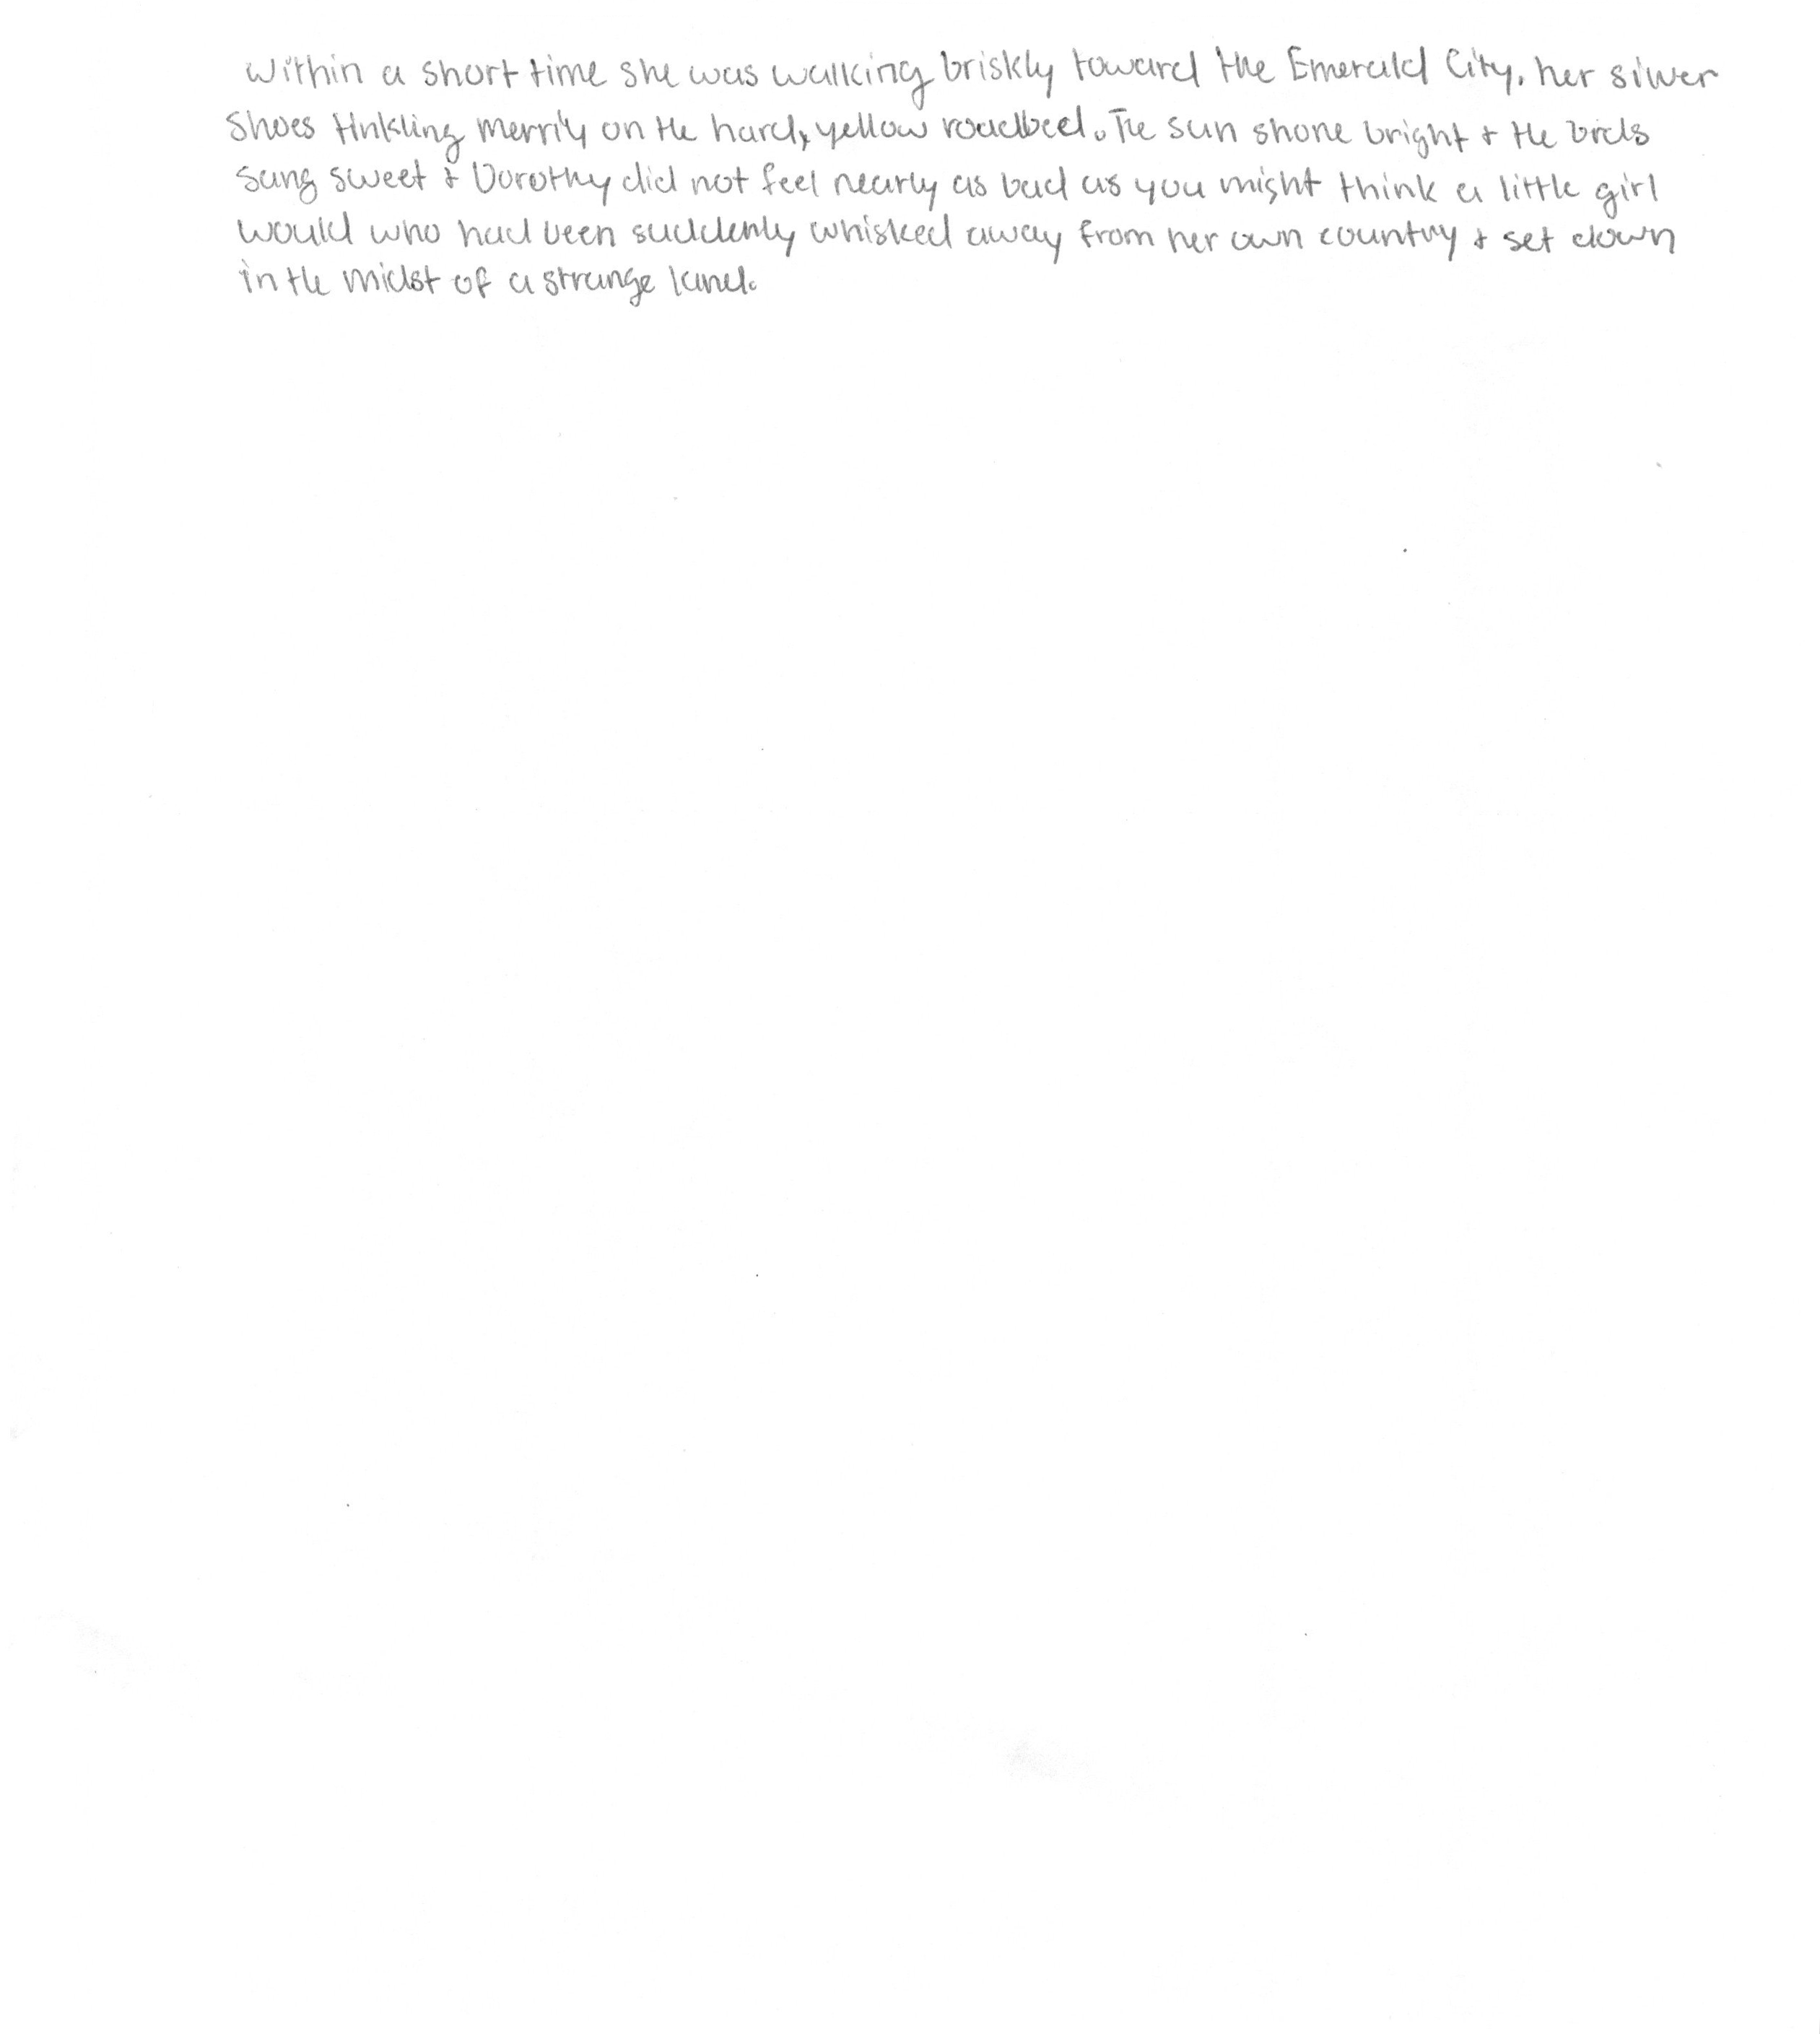 Within a short time she was walking briskly toward the Emerald City, her silver
Shoes tinkling merrily on the hard, yellow roadbed. The sun shone bright & the birds
sang sweet & Dorothy did not feel nearly as bad as you might think a little girl
would who had been suddenly whisked away from her own country & set down
in the midst of a strange land.